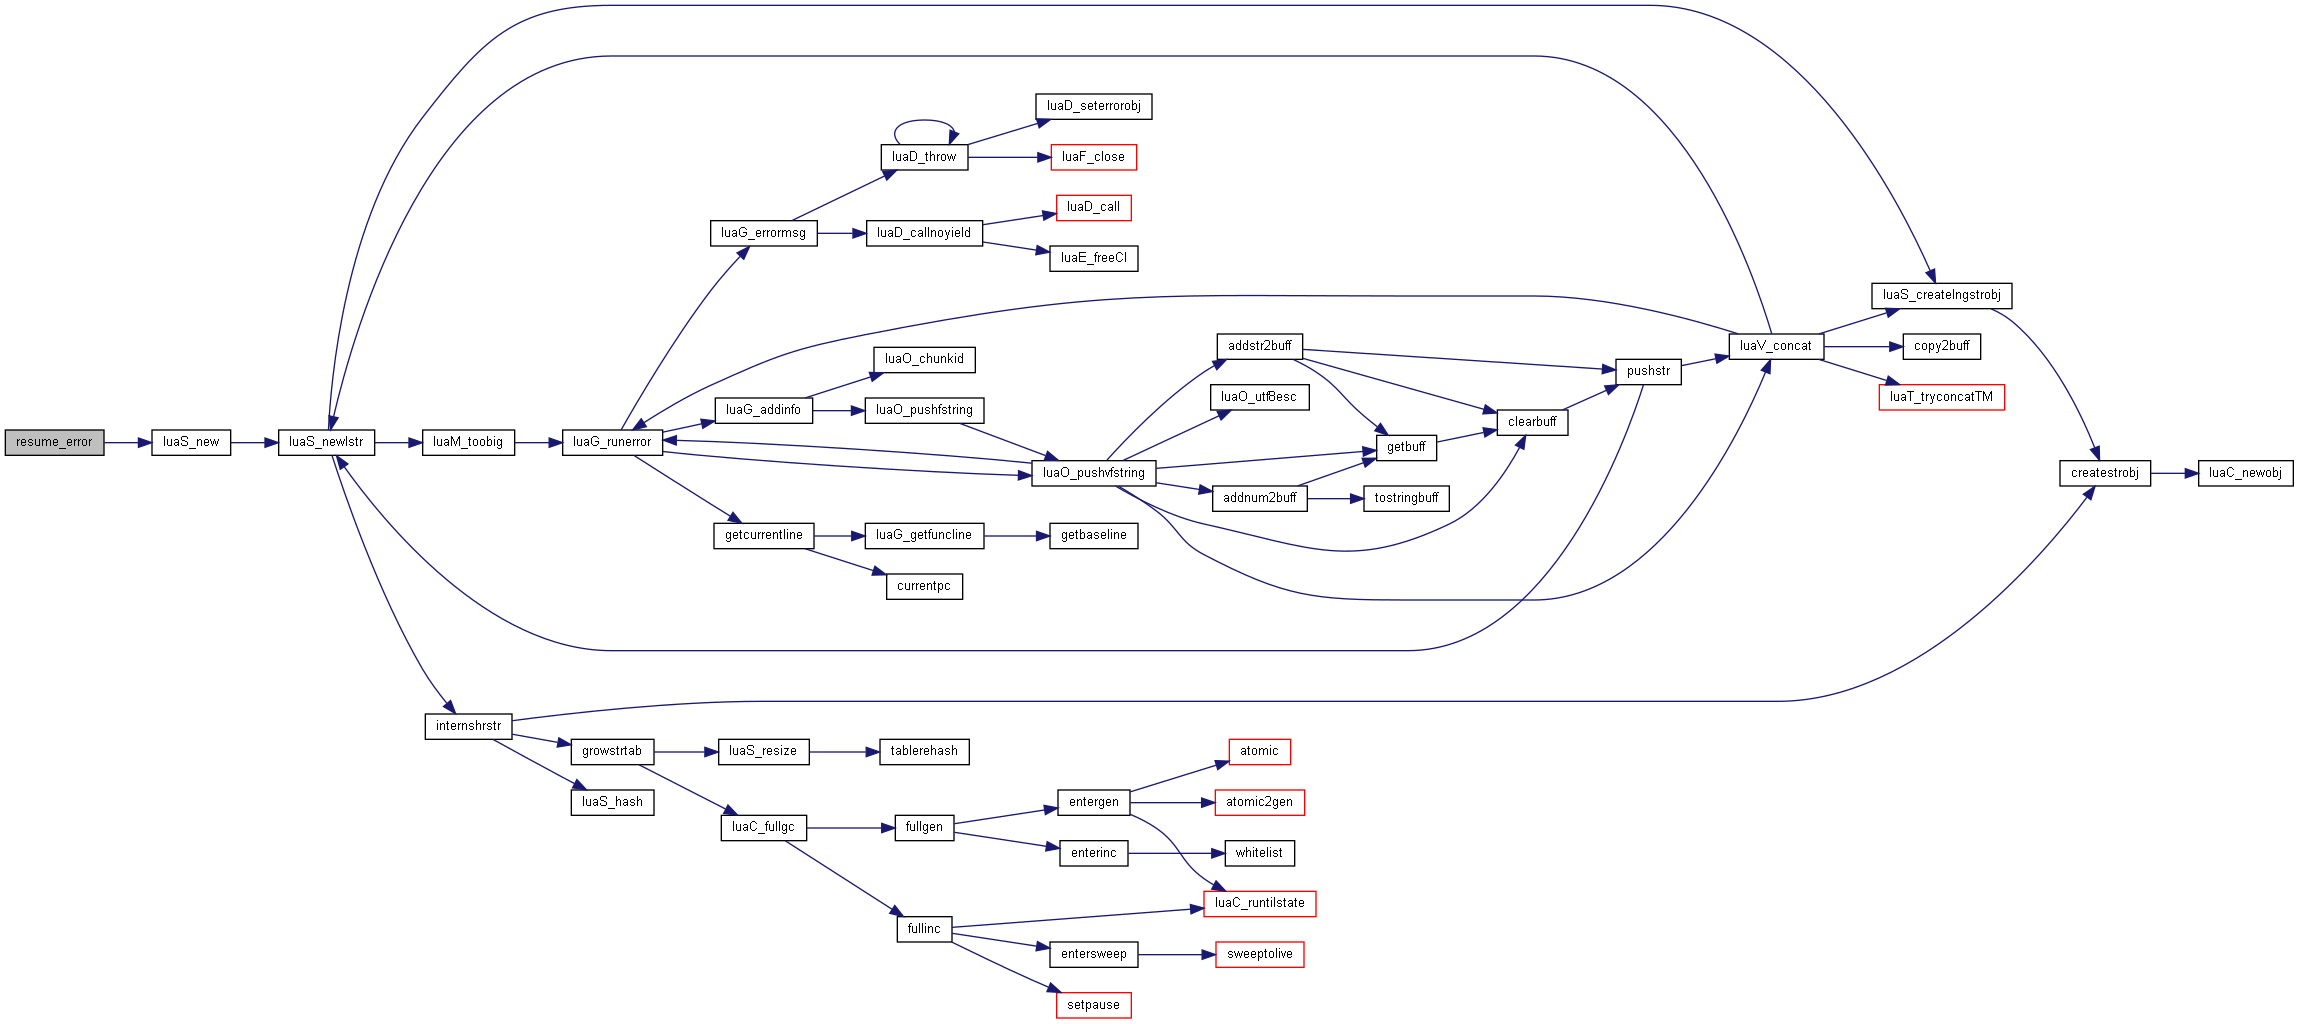 resume_error
luaS_new
luaS_newlstr
luaM_toobig
luaG_runerror
luaG_errormsg
luaD_throw
luaD_seterrorobj
luaF_close
luaD_callnoyield
luaD_call
luaE_freeCI
luaG_addinfo
luaO_chunkid
luaO_pushfstring
luaO_pushvfstring
addstr2buff
luaO_utf8esc
getbuff
addnum2buff
tostringbuff
clearbuff
pushstr
luaV_concat
luaS_createlngstrobj
copy2buff
luaT_tryconcatTM
createstrobj
luaC_newobj
getcurrentline
luaG_getfuncline
getbaseline
currentpc
internshrstr
growstrtab
luaS_resize
tablerehash
luaS_hash
luaC_fullgc
fullgen
entergen
atomic
atomic2gen
enterinc
whitelist
luaC_runtilstate
fullinc
entersweep
sweeptolive
setpause